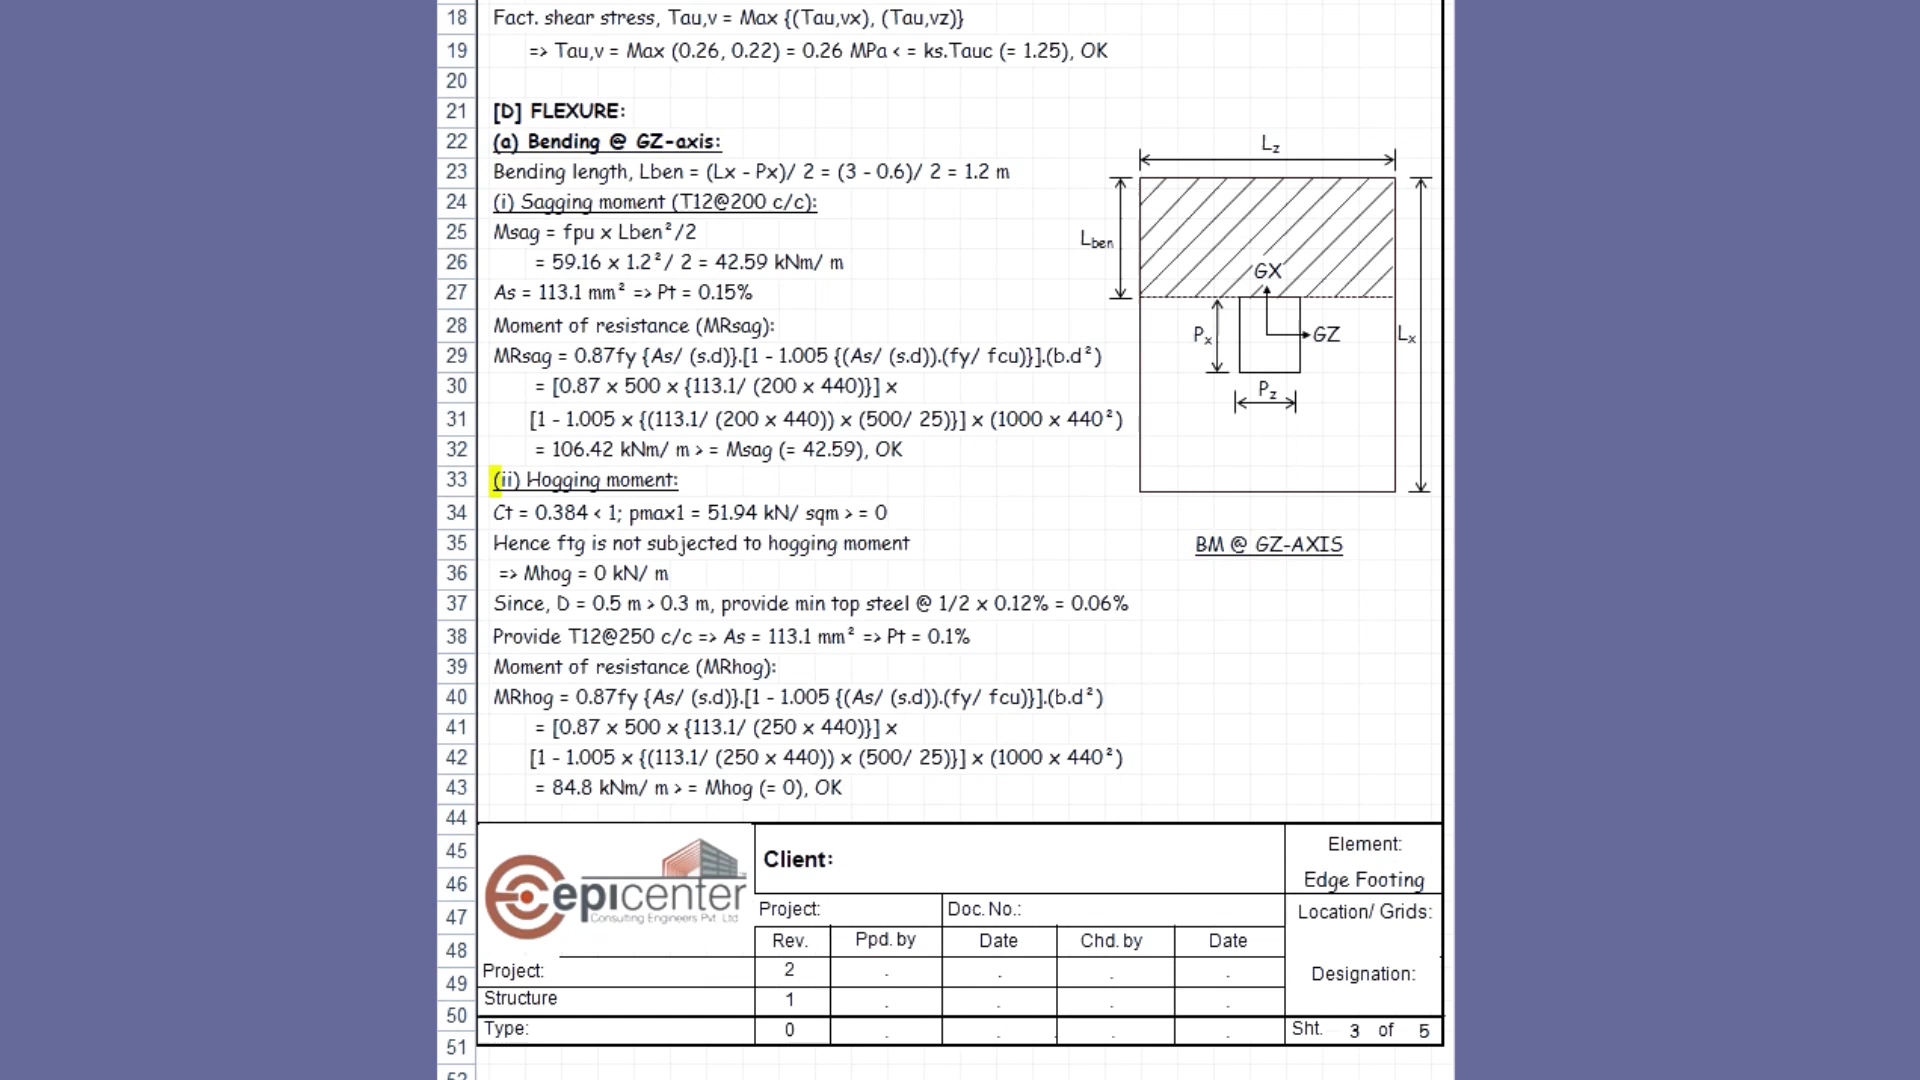 18 Fact. shear stress, Tau,v = Max {(Tau,vx), (Tau,vz)}
19 => Tau,v = Max (0.26, 0.22) = 0.26 MPa < = ks.Tauc (= 1.25), OK
20
21 [D] FLEXURE:
22 (a) Bending @ GZ-axis:
23 Bending length, Lben = (Lx - Px)/ 2 = (3 - 0.6)/ 2 = 1.2 m
24 (i) Sagging moment (T12@200 c/c):
25 Msag = fpu x Lben²/2
26 = 59.16 x 1.2²/ 2 = 42.59 kNm/ m
27 As = 113.1 mm² => Pt = 0.15%
28 Moment of resistance (MRsag):
29 MRsag = 0.87fy {As/ (s.d)}.[1 - 1.005 {(As/ (s.d)).(fy/ fcu)}].(b.d²)
30 = [0.87 x 500 x {113.1/ (200 x 440)}] x
31 [1 - 1.005 x {(113.1/ (200 x 440)) x (500/ 25)}] x (1000 x 440²)
32 = 106.42 kNm/ m > = Msag (= 42.59), OK
33 (ii) Hogging moment:
34 Ct = 0.384 < 1; pmax1 = 51.94 kN/ sqm > = 0
35 Hence ftg is not subjected to hogging moment
36 => Mhog = 0 kN/ m
37 Since, D = 0.5 m > 0.3 m, provide min top steel @ 1/2 x 0.12% = 0.06%
38 Provide T12@250 c/c => As = 113.1 mm² => Pt = 0.1%
39 Moment of resistance (MRhog):
40 MRhog = 0.87fy {As/ (s.d)}.[1 - 1.005 {(As/ (s.d)).(fy/ fcu)}].(b.d²)
41 = [0.87 x 500 x {113.1/ (250 x 440)}] x
42 [1 - 1.005 x {(113.1/ (250 x 440)) x (500/ 25)}] x (1000 x 440²)
43 = 84.8 kNm/ m > = Mhog (= 0), OK
44
Lz
Lben
GX
Px
GZ
Lx
Pz
BM @ GZ-AXIS
45
46
47
48
49
50
51
52
epicenter
Consulting Engineers Pvt Ltd
Project:
Structure
Type:
Client:
Project: Doc. No.:
Rev. Ppd. by Date Chd. by Date
2 . . . .
1 . . . .
0 . . . .
Element:
Edge Footing
Location/ Grids:
Designation:
Sht. 3 of 5